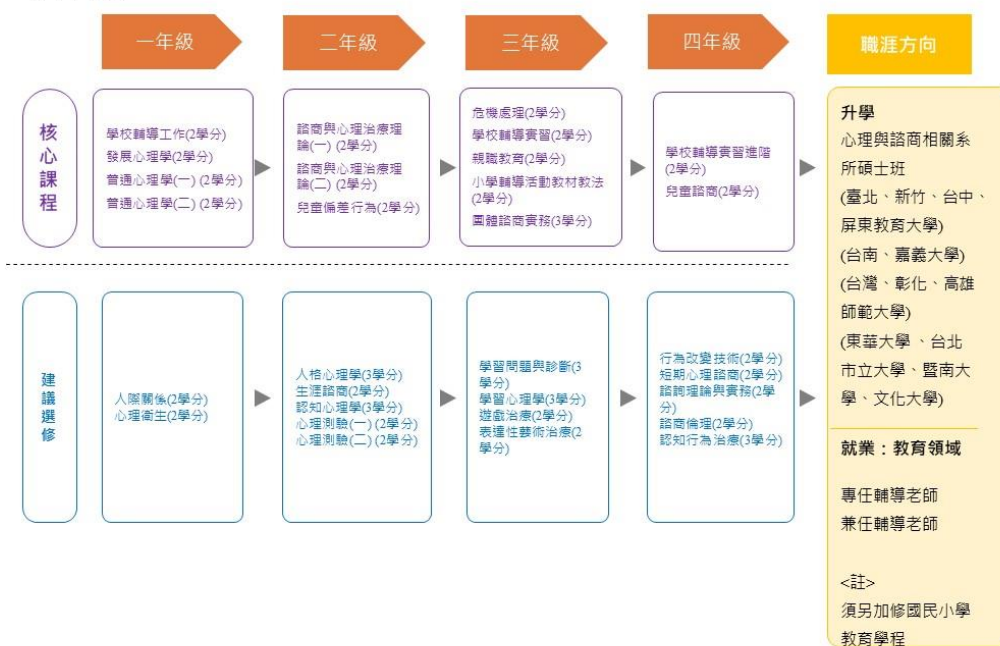 一年級
二年級
三年級
四年級
職涯方向
核心課程
學校輔導工作(2學分)
發展心理學(2學分)
普通心理學(一) (2學分)
普通心理學(二) (2學分)
諮商與心理治療理
論(一) (2學分)
諮商與心理治療理
論(二) (2學分)
兒童偏差行為(2學分)
危機處理(2學分)
學校輔導實習(2學分)
親職教育(2學分)
小學輔導活動教材教法
(2學分)
團體諮商實務(3學分)
學校輔導實習進階
(2學分)
兒童諮商(2學分)
建議選修
人際關係(2學分)
心理衛生(2學分)
人格心理學(3學分)
生涯諮商(2學分)
認知心理學(3學分)
心理測驗(一) (2學分)
心理測驗(二) (2學分)
學習問題與診斷(3
學分)
學習心理學(3學分)
遊戲治療(2學分)
表達性藝術治療(2
學分)
行為改變技術(2學分)
短期心理諮商(2學分)
諮詢理論與實務(2學
分)
諮商倫理(2學分)
認知行為治療(3學分)
升學
心理與諮商相關系
所碩士班
(臺北、新竹、台中、
屏東教育大學)
(台南、嘉義大學)
(台灣、彰化、高雄
師範大學)
(東華大學、台北
市立大學、暨南大
學、文化大學)
就業：教育領域
專任輔導老師
兼任輔導老師
<註>
須另加修國民小學
教育學程